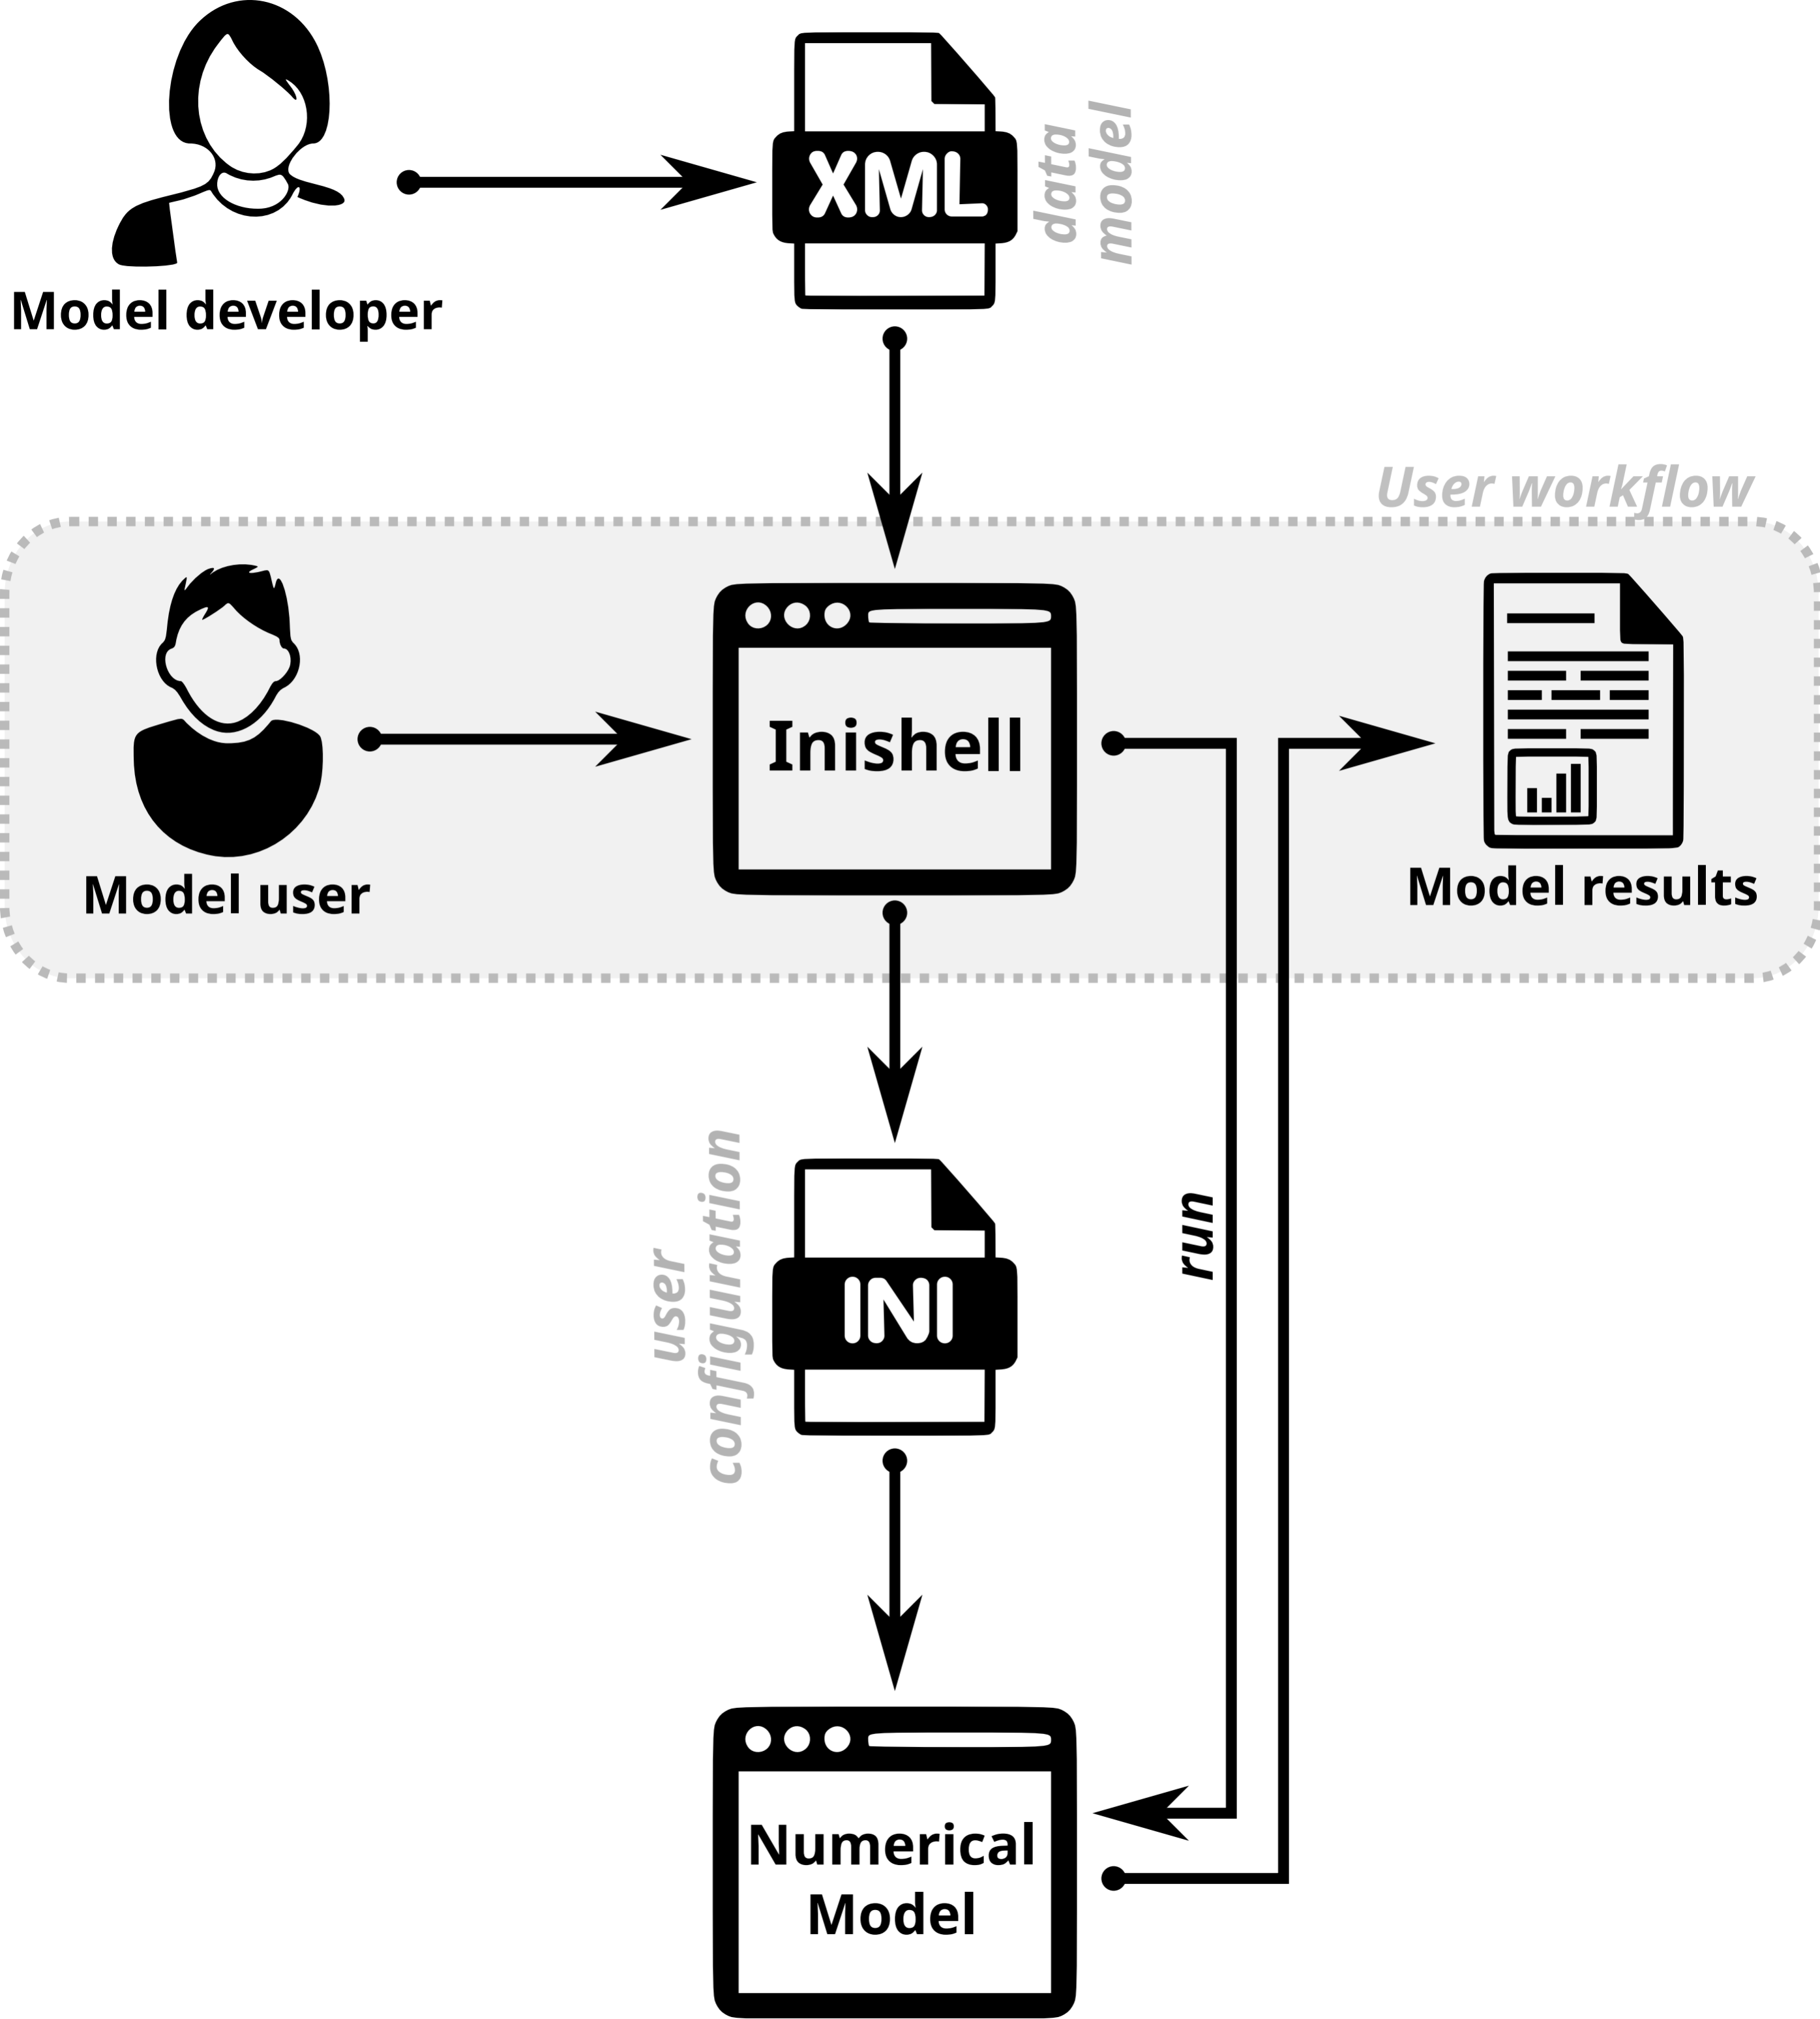 XML
data
model
Model developer
User workflow
Inishell
Model user
Model results
user
configuration
INI
run
Numerical
Model